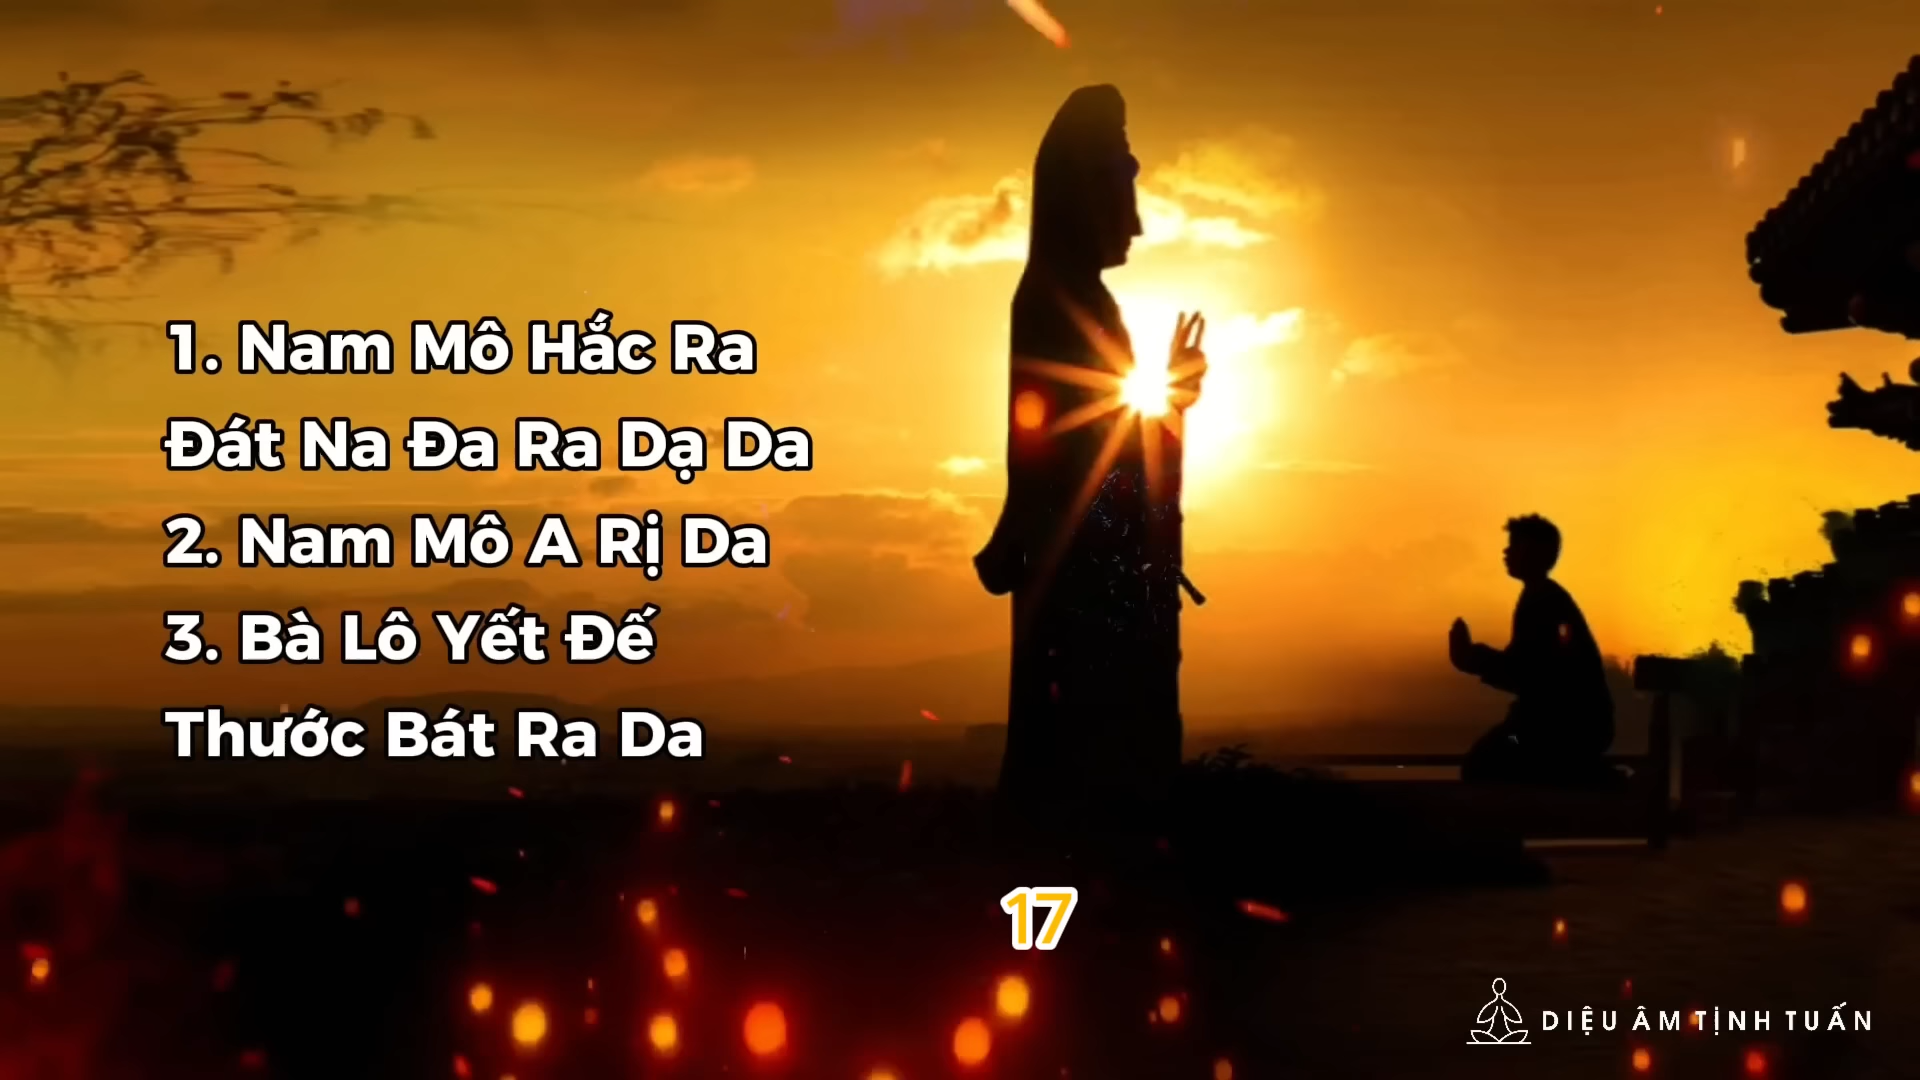 1. Nam Mô Hắc Ra
Đát Na Đa Ra Dạ Da
2. Nam Mô A Rị Da
3. Bà Lô Yết Đế
Thước Bát Ra Da
17
DIỆU ÂM TỊNH TUẤN